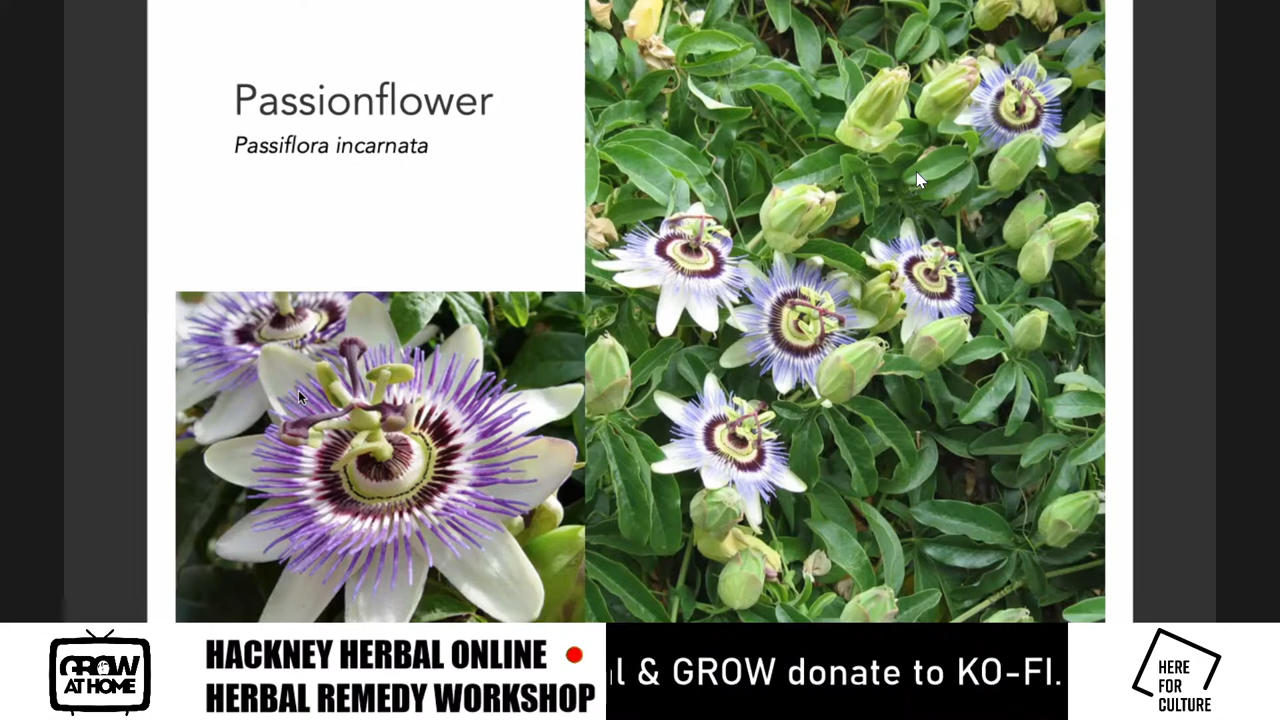 Passionflower
Passiflora incarnata
GROW
AT HOME
HACKNEY HERBAL ONLINE
HERBAL REMEDY WORKSHOP
l & GROW donate to KO-FI.
HERE
FOR
CULTURE